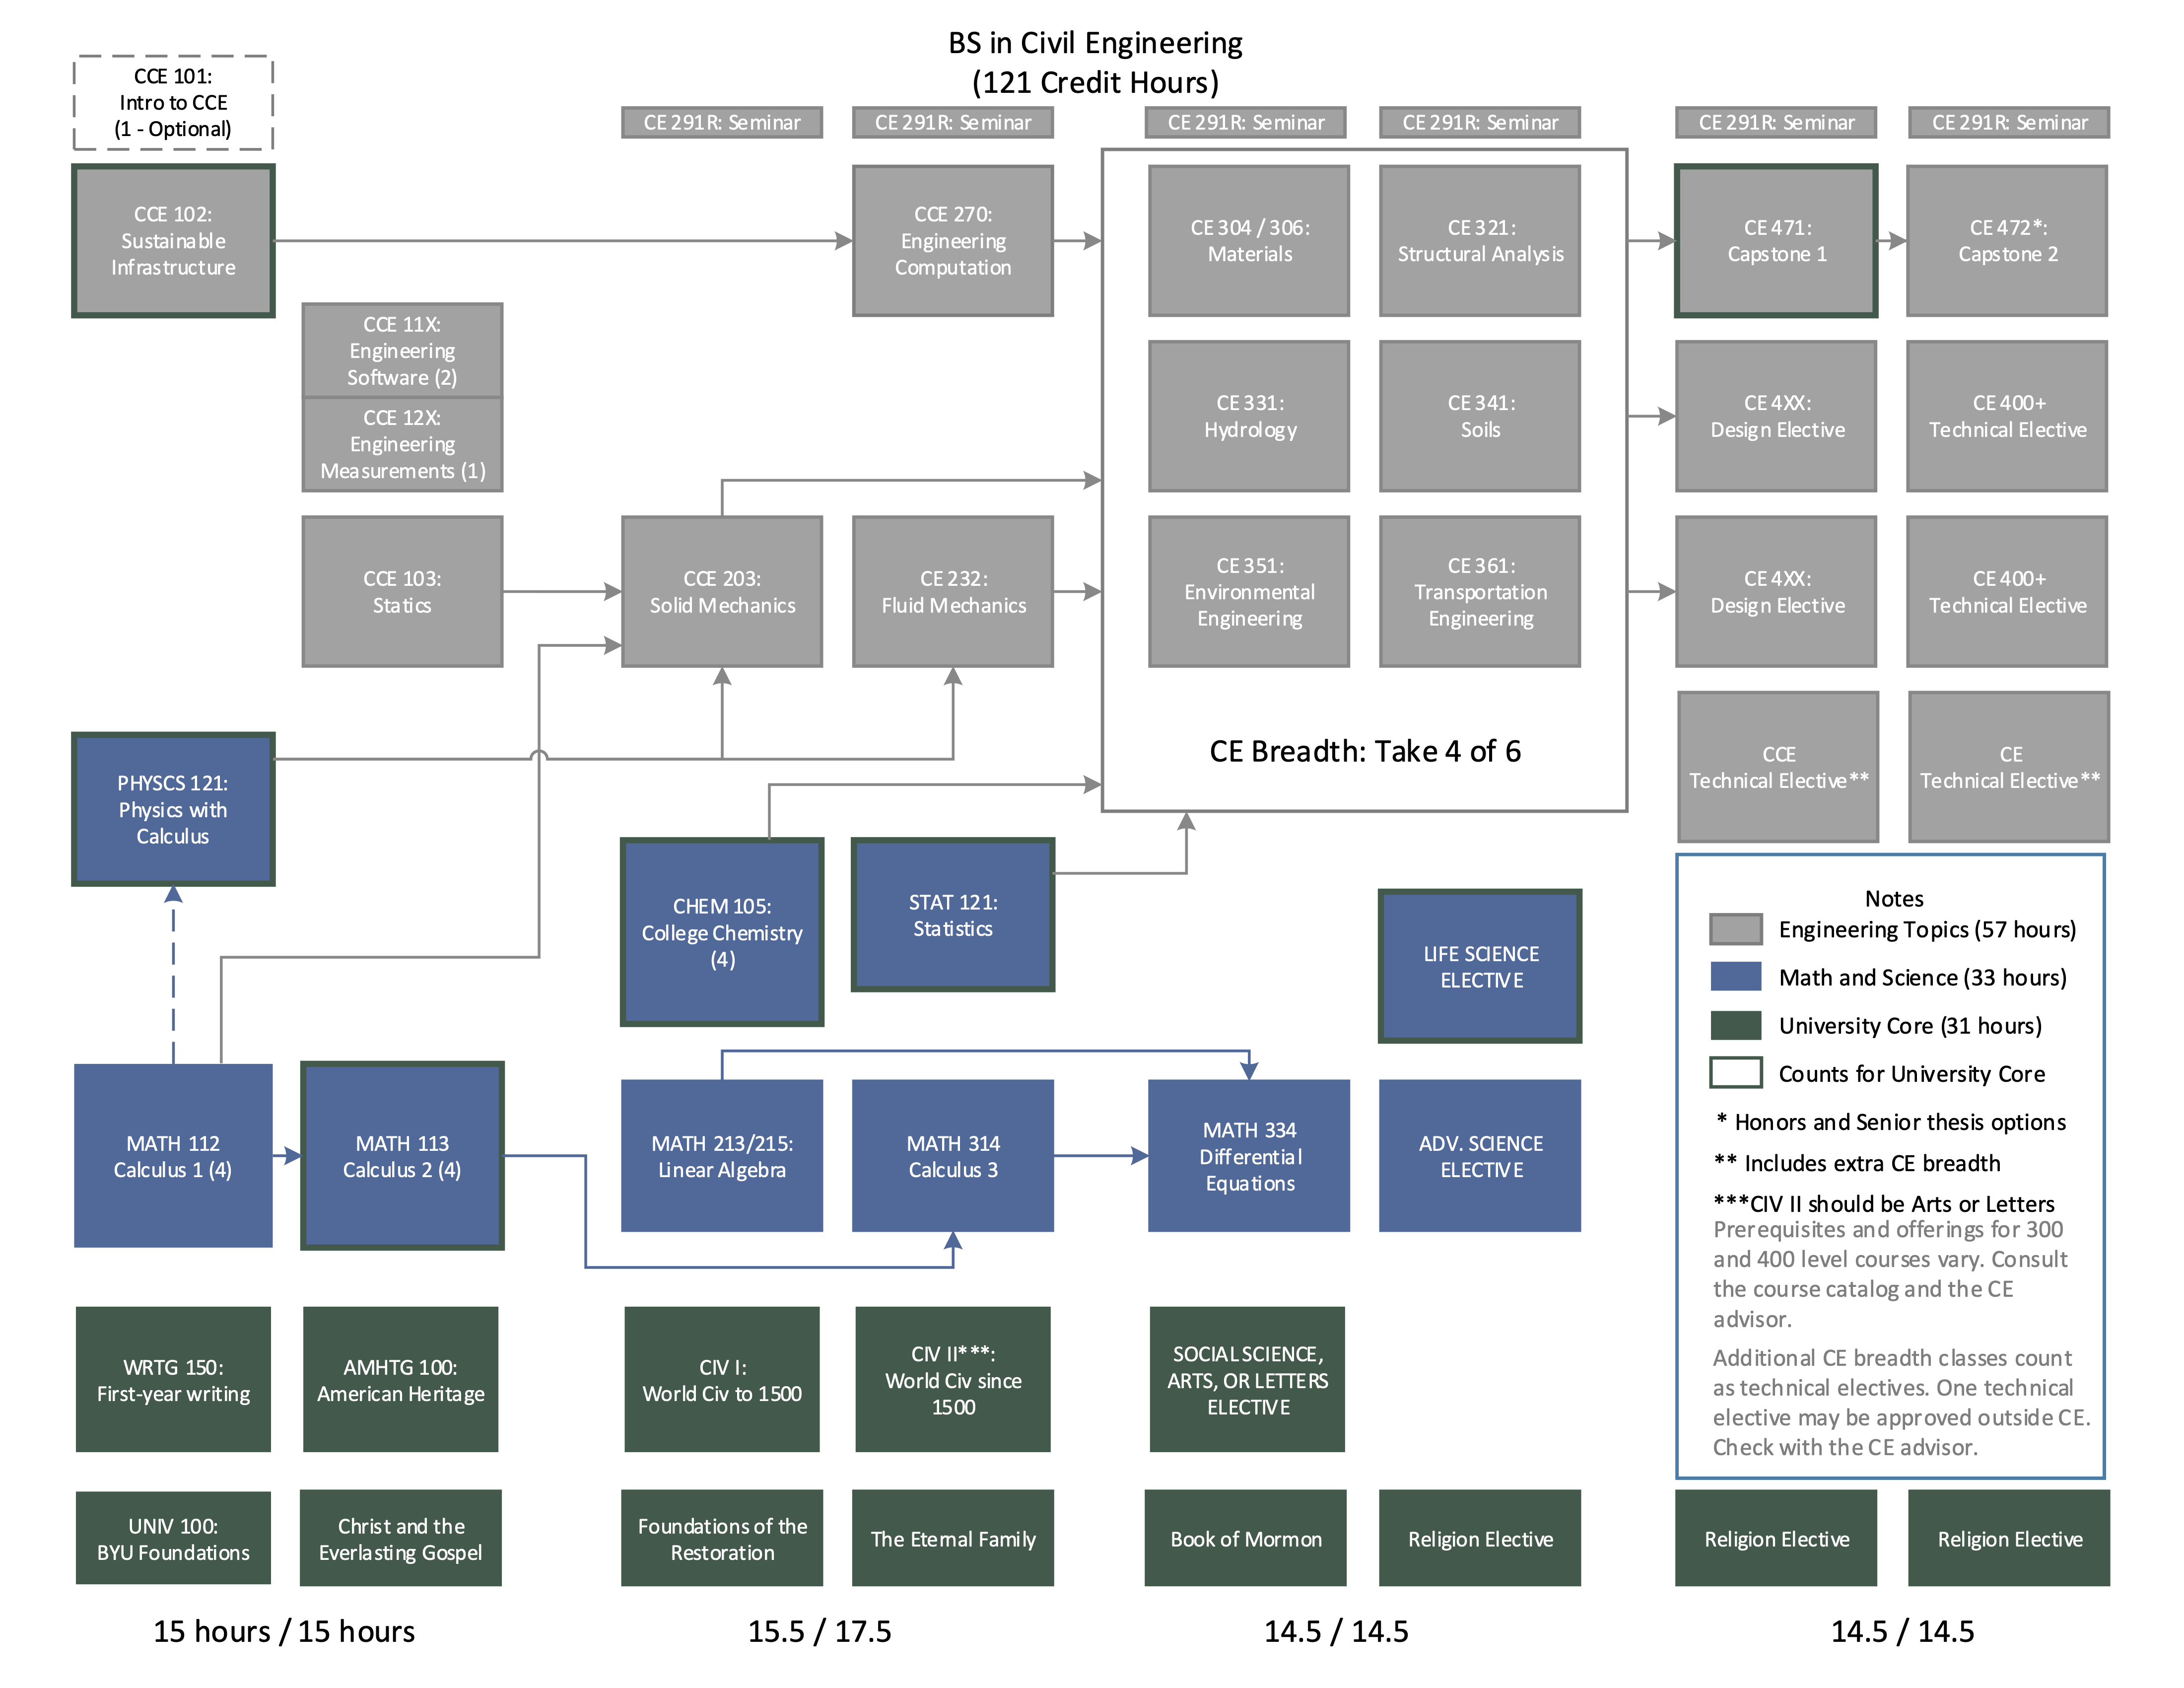 BS in Civil Engineering
(121 Credit Hours)
CCE 101:
Intro to CCE
(1 - Optional)
CE 291R: Seminar
CE 291R: Seminar
CE 291R: Seminar
CE 291R: Seminar
CE 291R: Seminar
CE 291R: Seminar
CCE 102:
Sustainable
Infrastructure
CCE 270:
Engineering
Computation
CE 304 / 306:
Materials
CE 321:
Structural Analysis
CE 471:
Capstone 1
CE 472*:
Capstone 2
CCE 11X:
Engineering
Software (2)
CCE 12X:
Engineering
Measurements (1)
CE 331:
Hydrology
CE 341:
Soils
CE 4XX:
Design Elective
CE 400+
Technical Elective
CCE 103:
Statics
CCE 203:
Solid Mechanics
CE 232:
Fluid Mechanics
CE 351:
Environmental
Engineering
CE 361:
Transportation
Engineering
CE 4XX:
Design Elective
CE 400+
Technical Elective
CE Breadth: Take 4 of 6
CCE
Technical Elective**
CE
Technical Elective**
PHYSCS 121:
Physics with
Calculus
CHEM 105:
College Chemistry
(4)
STAT 121:
Statistics
LIFE SCIENCE
ELECTIVE
MATH 112
Calculus 1 (4)
MATH 113
Calculus 2 (4)
MATH 213/215:
Linear Algebra
MATH 314
Calculus 3
MATH 334
Differential
Equations
ADV. SCIENCE
ELECTIVE
Notes
Engineering Topics (57 hours)
Math and Science (33 hours)
University Core (31 hours)
Counts for University Core
* Honors and Senior thesis options
** Includes extra CE breadth
***CIV II should be Arts or Letters
Prerequisites and offerings for 300
and 400 level courses vary. Consult
the course catalog and the CE
advisor.
Additional CE breadth classes count
as technical electives. One technical
elective may be approved outside CE.
Check with the CE advisor.
WRTG 150:
First-year writing
AMHTG 100:
American Heritage
CIV I:
World Civ to 1500
CIV II***:
World Civ since
1500
SOCIAL SCIENCE,
ARTS, OR LETTERS
ELECTIVE
UNIV 100:
BYU Foundations
Christ and the
Everlasting Gospel
Foundations of the
Restoration
The Eternal Family
Book of Mormon
Religion Elective
Religion Elective
Religion Elective
15 hours / 15 hours
15.5 / 17.5
14.5 / 14.5
14.5 / 14.5